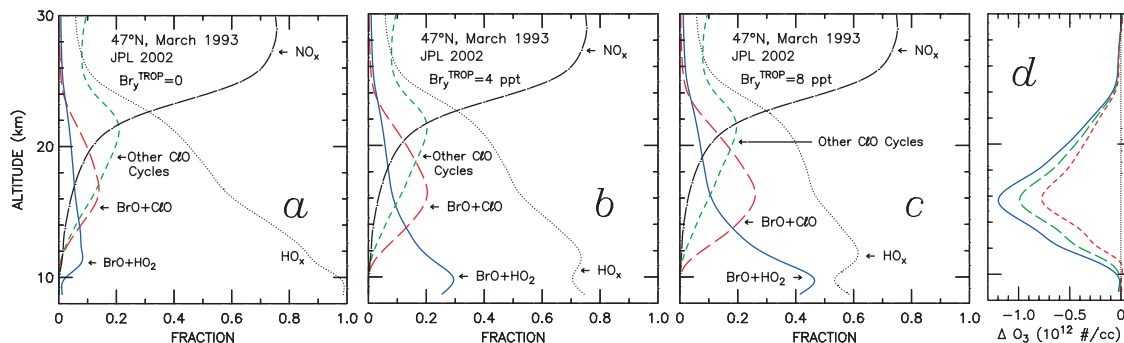 30
20
10
ALTITUDE (km)
47°N, March 1993
JPL 2002
Br_y^TROP=0
NOₓ
Other CℓO
Cycles
BrO+CℓO
a
HOₓ
BrO+HO₂
0 0.2 0.4 0.6 0.8 1.0
FRACTION
47°N, March 1993
JPL 2002
Br_y^TROP=4 ppt
NOₓ
Other CℓO
Cycles
BrO+CℓO
b
BrO+HO₂
HOₓ
0 0.2 0.4 0.6 0.8 1.0
FRACTION
47°N, March 1993
JPL 2002
Br_y^TROP=8 ppt
NOₓ
Other CℓO Cycles
BrO+CℓO
c
HOₓ
BrO+HO₂
0 0.2 0.4 0.6 0.8 1.0
FRACTION
d
−1.0 −0.5 0
Δ O₃ (10¹² #/cc)